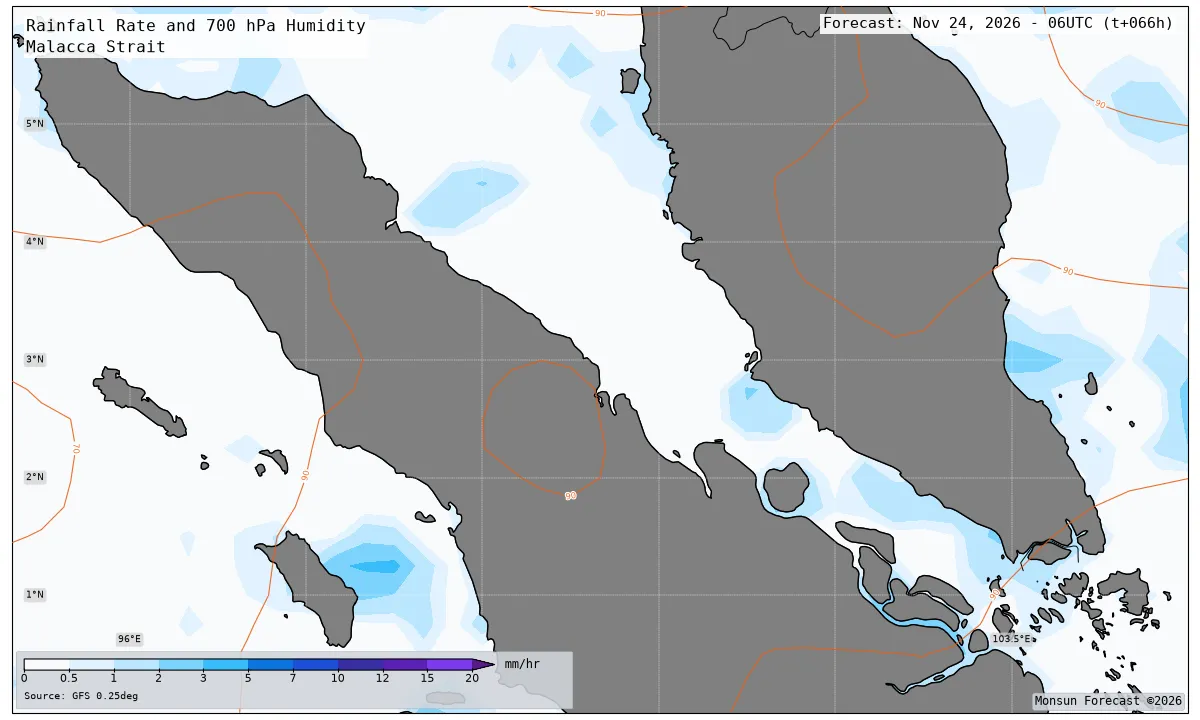 Rainfall Rate and 700 hPa Humidity
Malacca Strait
Forecast: Nov 24, 2026 - 06UTC (t+066h)
90
90
5°N
4°N
90
3°N
70
90
90
2°N
1°N
90
96°E
103.5°E
mm/hr
0 0.5 1 2 3 5 7 10 12 15 20
Source: GFS 0.25deg
Monsun Forecast ©2026